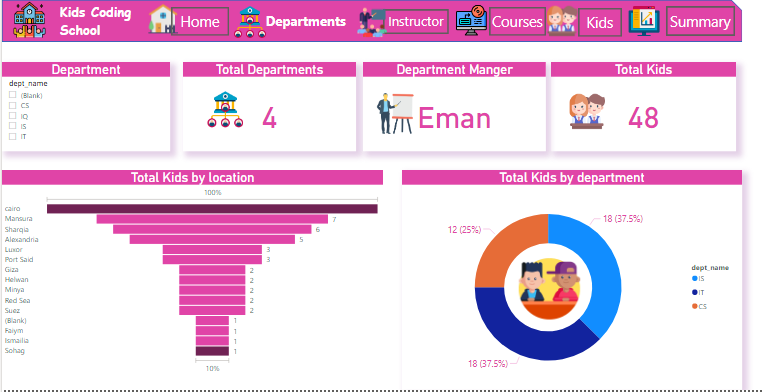 Kids Coding School
Home
Departments
Instructor
Courses
Kids
Summary
Department
dept_name
(Blank)
CS
IQ
IS
IT
Total Departments
4
Department Manger
Eman
Total Kids
48
Total Kids by location
100%
cairo
Mansura 7
Sharqia 6
Alexandria 5
Luxor 3
Port Said 3
Giza 2
Helwan 2
Minya 2
Red Sea 2
Suez 2
(Blank) 1
Faiym 1
Ismailia 1
Sohag 1
10%
Total Kids by department
18 (37.5%)
12 (25%)
18 (37.5%)
dept_name
IS
IT
CS